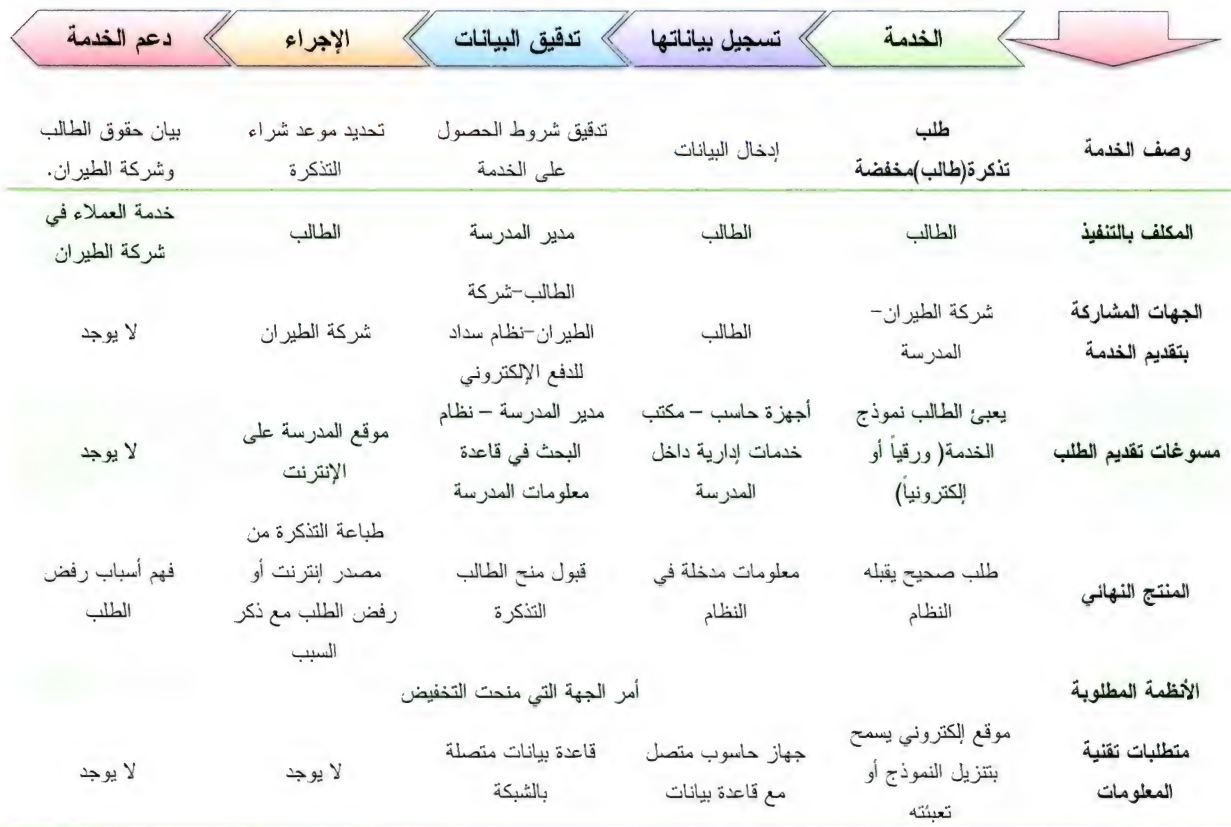 الخدمة
تسجيل بياناتها
تدقيق البيانات
الإجراء
دعم الخدمة
وصف الخدمة
طلب
تذكرة(طالب)مخفضة
إدخال البيانات
تدقيق شروط الحصول
على الخدمة
تحديد موعد شراء
التذكرة
بيان حقوق الطالب
وشركة الطيران.
المكلف بالتنفيذ
الطالب
الطالب
مدير المدرسة
الطالب
خدمة العملاء في
شركة الطيران
الجهات المشاركة
بتقديم الخدمة
شركة الطيران-
المدرسة
الطالب
الطالب-شركة
الطيران-نظام سداد
للدفع الإلكتروني
شركة الطيران
لا يوجد
مسوغات تقديم الطلب
يعبئ الطالب نموذج
الخدمة( ورقياً أو
إلكترونياً)
أجهزة حاسب – مكتب
خدمات إدارية داخل
المدرسة
مدير المدرسة – نظام
البحث في قاعدة
معلومات المدرسة
موقع المدرسة على
الإنترنت
لا يوجد
المنتج النهائي
طلب صحيح يقبله
النظام
معلومات مدخلة في
النظام
قبول منح الطالب
التذكرة
طباعة التذكرة من
مصدر انترنت أو
رفض الطلب مع ذكر
السبب
فهم أسباب رفض
الطلب
الأنظمة المطلوبة
أمر الجهة التي منحت التخفيض
متطلبات تقنية
المعلومات
موقع إلكتروني يسمح
بتنزيل النموذج أو
تعبئته
جهاز حاسوب متصل
مع قاعدة بيانات
قاعدة بيانات متصلة
بالشبكة
لا يوجد
لا يوجد